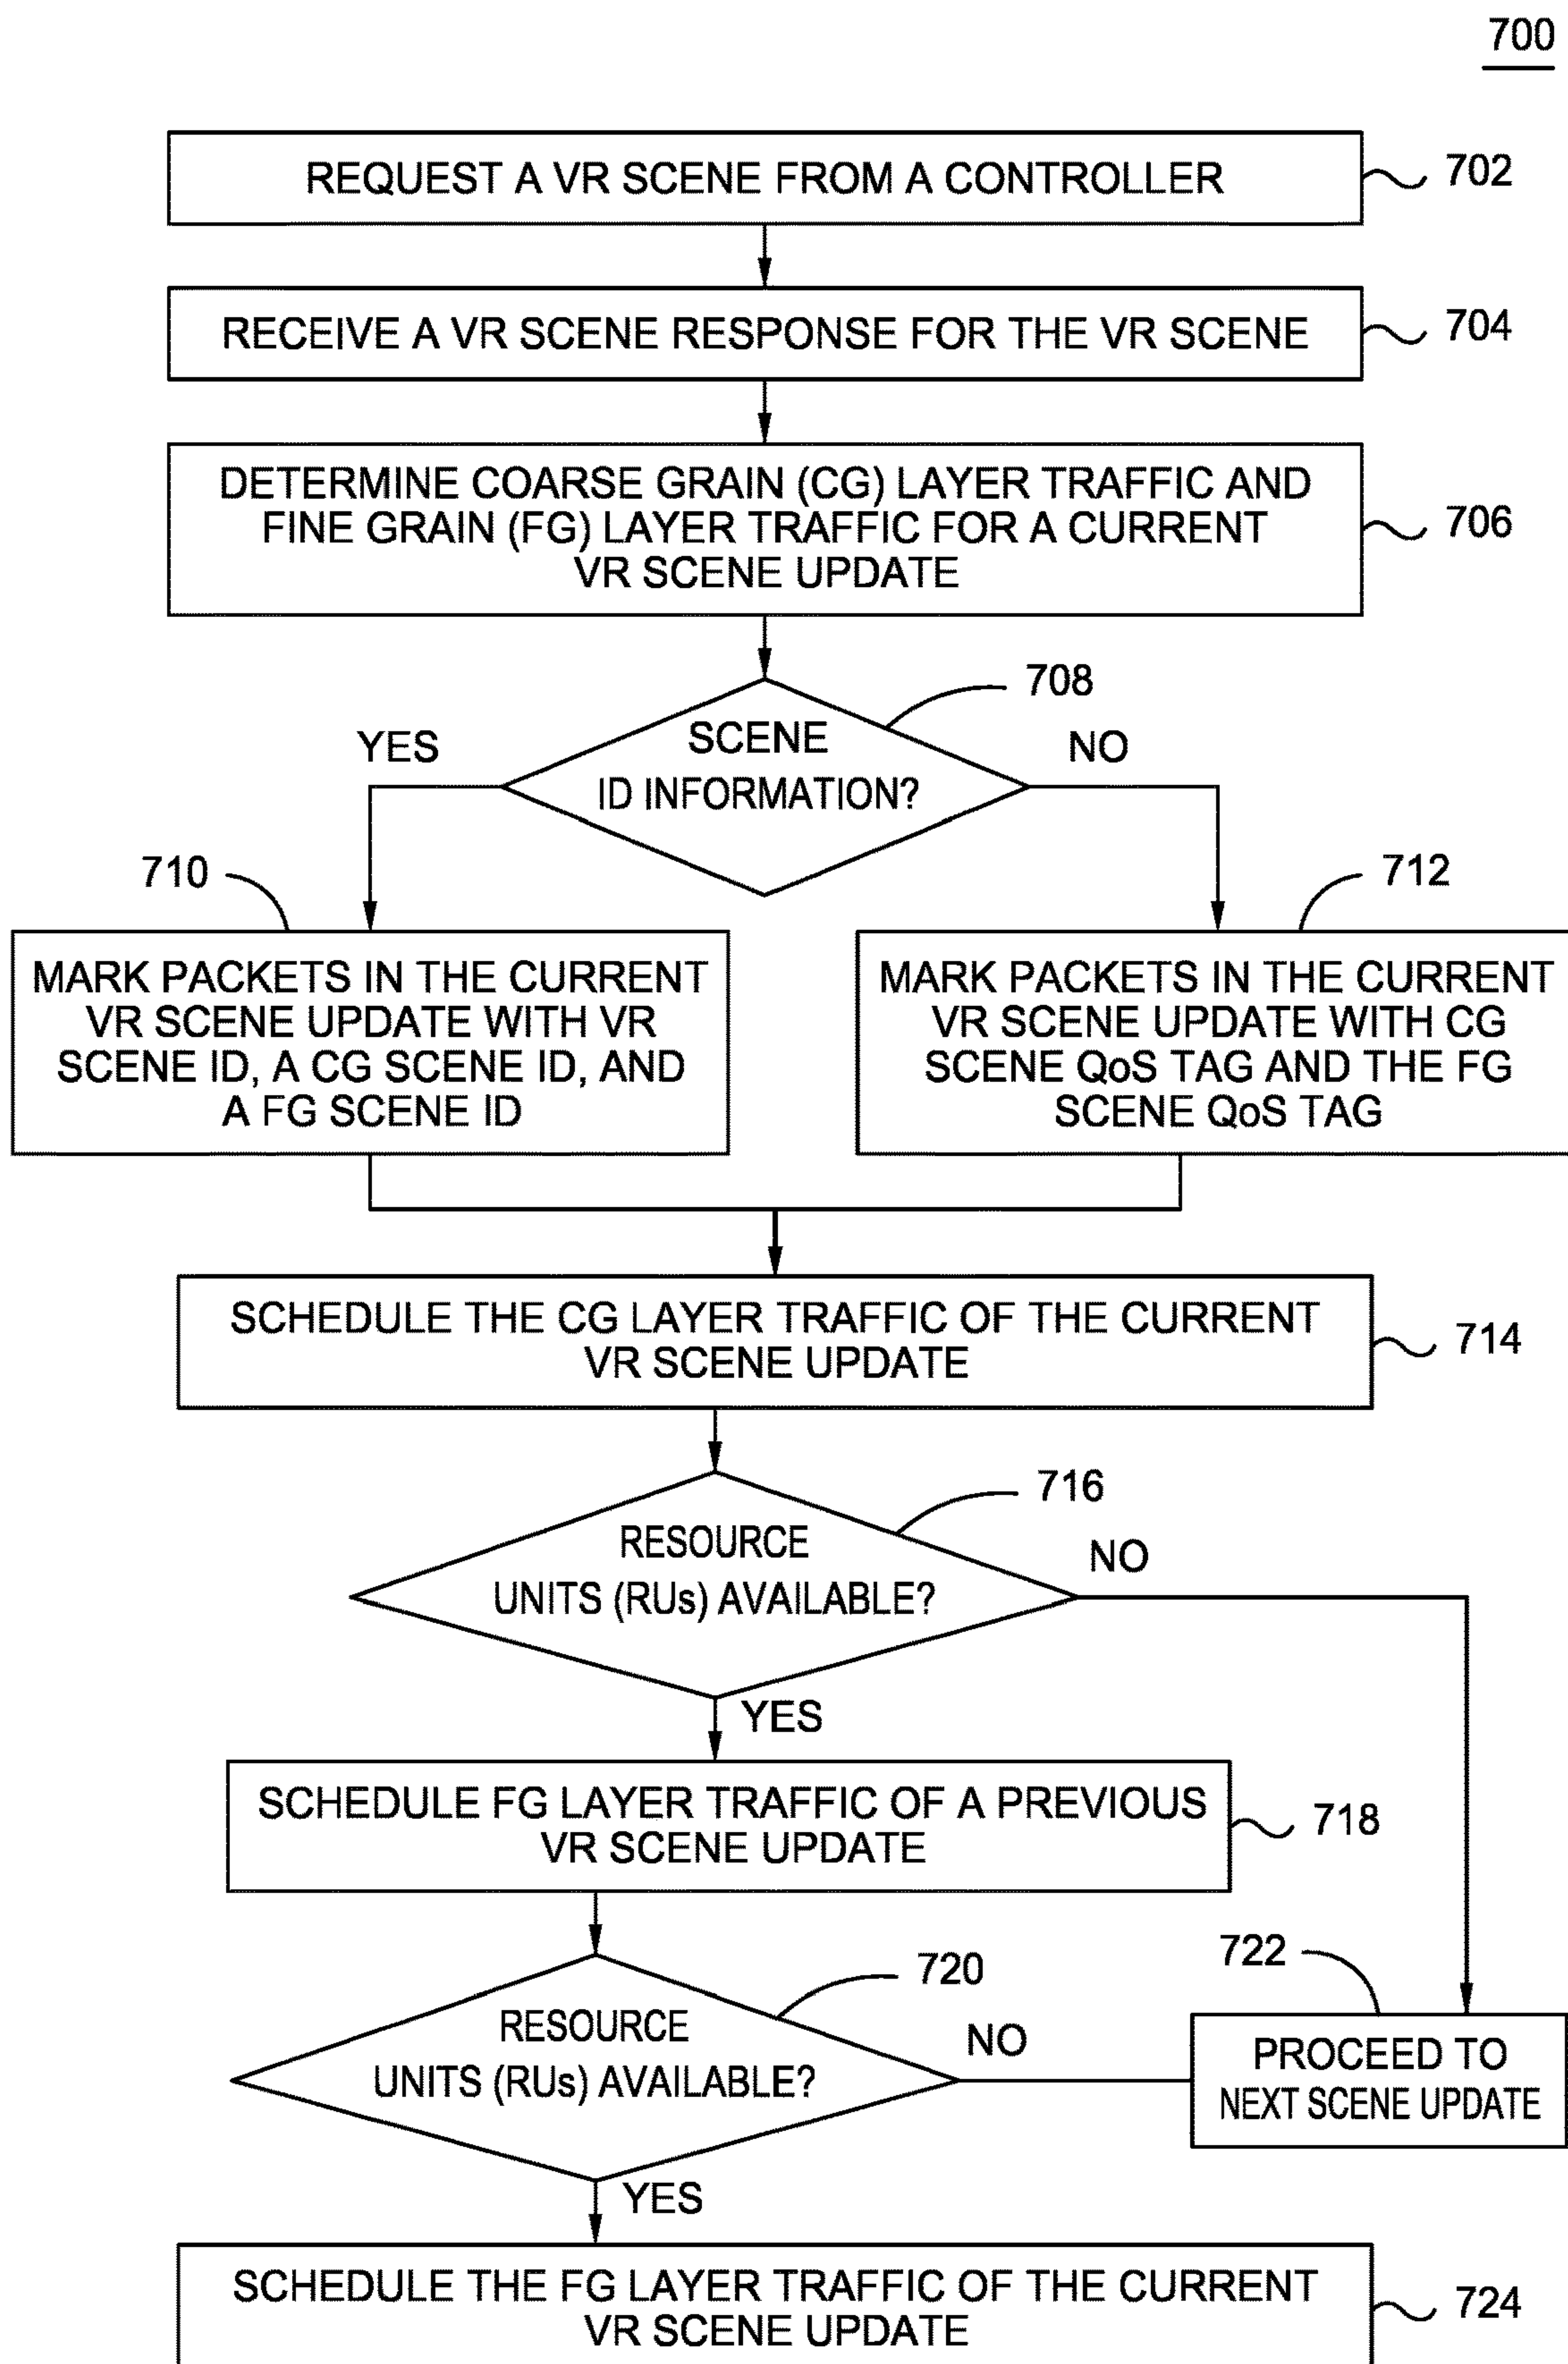 700
REQUEST A VR SCENE FROM A CONTROLLER
702
RECEIVE A VR SCENE RESPONSE FOR THE VR SCENE
704
DETERMINE COARSE GRAIN (CG) LAYER TRAFFIC AND
FINE GRAIN (FG) LAYER TRAFFIC FOR A CURRENT
VR SCENE UPDATE
706
708
SCENE
ID INFORMATION?
YES
NO
710
MARK PACKETS IN THE CURRENT
VR SCENE UPDATE WITH VR
SCENE ID, A CG SCENE ID, AND
A FG SCENE ID
712
MARK PACKETS IN THE CURRENT
VR SCENE UPDATE WITH CG
SCENE QoS TAG AND THE FG
SCENE QoS TAG
SCHEDULE THE CG LAYER TRAFFIC OF THE CURRENT
VR SCENE UPDATE
714
716
RESOURCE
UNITS (RUs) AVAILABLE?
NO
YES
SCHEDULE FG LAYER TRAFFIC OF A PREVIOUS
VR SCENE UPDATE
718
720
RESOURCE
UNITS (RUs) AVAILABLE?
NO
722
PROCEED TO
NEXT SCENE UPDATE
YES
SCHEDULE THE FG LAYER TRAFFIC OF THE CURRENT
VR SCENE UPDATE
724